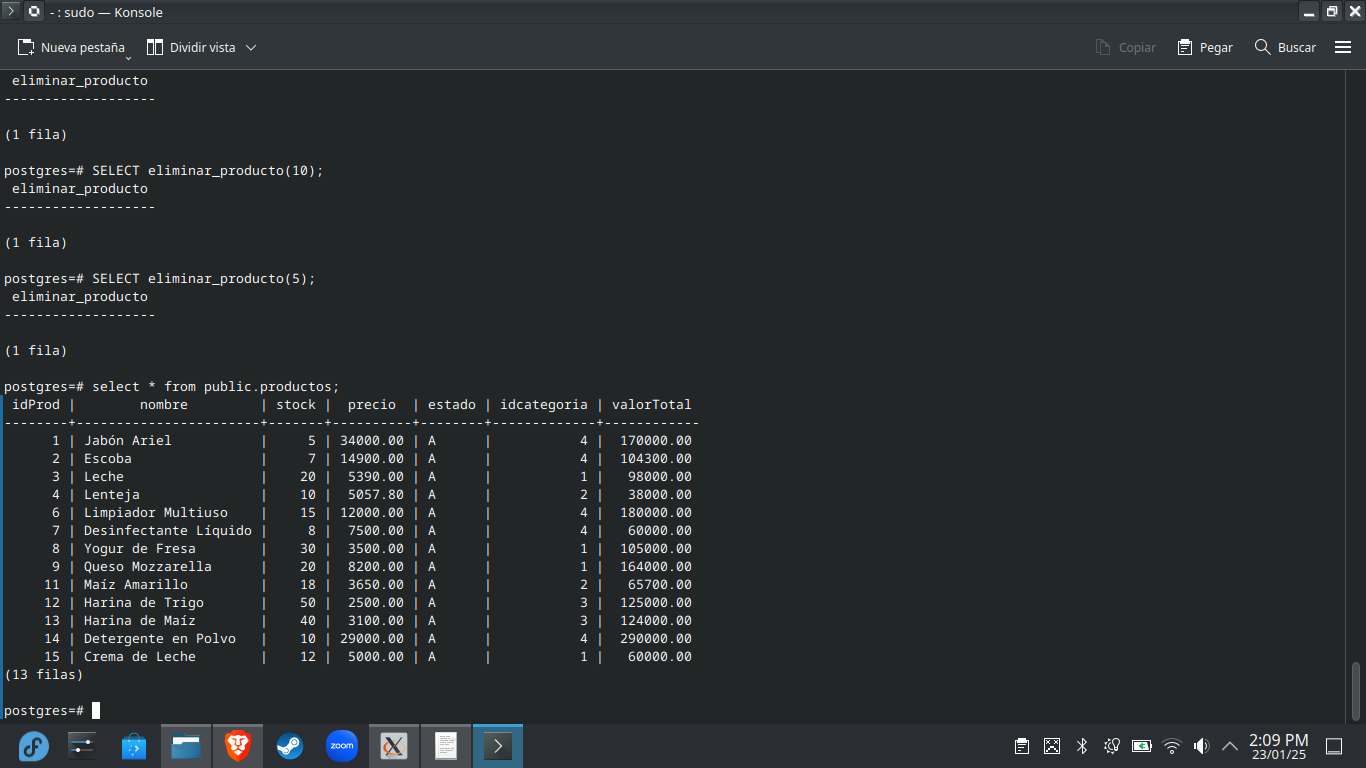 - : sudo — Konsole
Nueva pestaña  Dividir vista  Copiar  Pegar  Buscar
 eliminar_producto
-------------------

(1 fila)

postgres=# SELECT eliminar_producto(10);
 eliminar_producto
-------------------

(1 fila)

postgres=# SELECT eliminar_producto(5);
 eliminar_producto
-------------------

(1 fila)

postgres=# select * from public.productos;
 idProd |        nombre         | stock |  precio  | estado | idcategoria | valorTotal
--------+-----------------------+-------+----------+--------+-------------+------------
      1 | Jabón Ariel           |     5 | 34000.00 | A      |           4 |  170000.00
      2 | Escoba                |     7 | 14900.00 | A      |           4 |  104300.00
      3 | Leche                 |    20 |  5390.00 | A      |           1 |   98000.00
      4 | Lenteja               |    10 |  5057.80 | A      |           2 |   38000.00
      6 | Limpiador Multiuso    |    15 | 12000.00 | A      |           4 |  180000.00
      7 | Desinfectante Líquido |     8 |  7500.00 | A      |           4 |   60000.00
      8 | Yogur de Fresa        |    30 |  3500.00 | A      |           1 |  105000.00
      9 | Queso Mozzarella      |    20 |  8200.00 | A      |           1 |  164000.00
     11 | Maíz Amarillo         |    18 |  3650.00 | A      |           2 |   65700.00
     12 | Harina de Trigo       |    50 |  2500.00 | A      |           3 |  125000.00
     13 | Harina de Maíz        |    40 |  3100.00 | A      |           3 |  124000.00
     14 | Detergente en Polvo   |    10 | 29000.00 | A      |           4 |  290000.00
     15 | Crema de Leche        |    12 |  5000.00 | A      |           1 |   60000.00
(13 filas)

postgres=#
zoom
2:09 PM
23/01/25